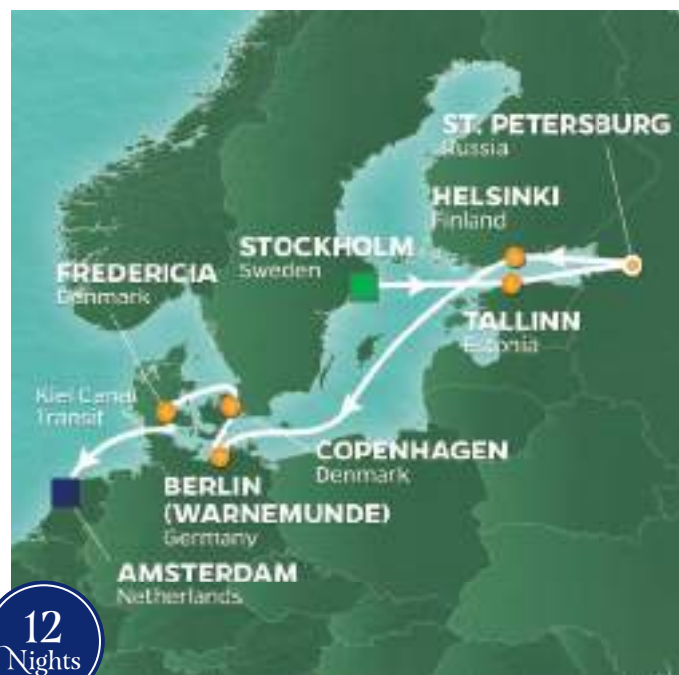 ST. PETERSBURG
Russia
HELSINKI
Finland
STOCKHOLM
Sweden
FREDERICIA
Denmark
TALLINN
Estonia
Kiel Canal
Transit
COPENHAGEN
Denmark
BERLIN
(WARNEMUNDE)
Germany
AMSTERDAM
Netherlands
12
Nights